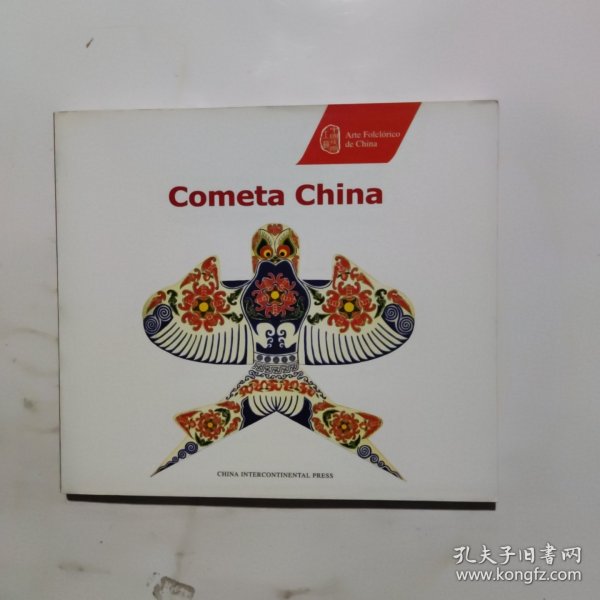 Arte Folclórico
de China
Cometa China
CHINA INTERCONTINENTAL PRESS
孔夫子旧书网
www.kongfz.com